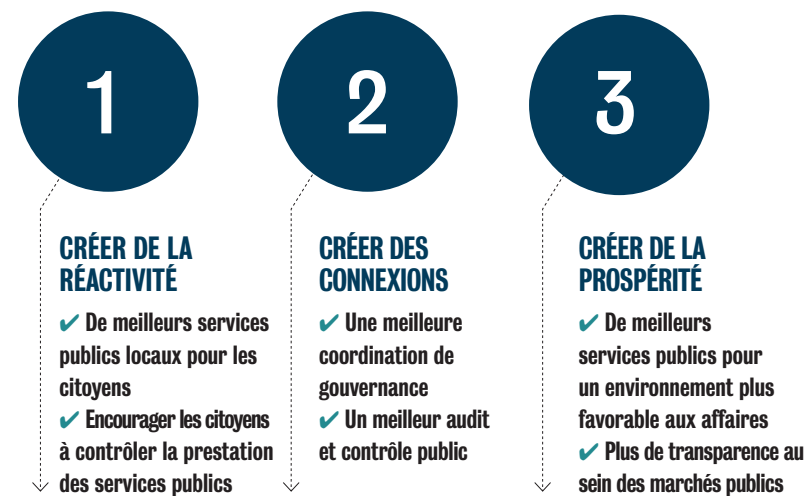 1
CRÉER DE LA
RÉACTIVITÉ
✔ De meilleurs services
publics locaux pour les
citoyens
✔ Encourager les citoyens
à contrôler la prestation
des services publics
2
CRÉER DES
CONNEXIONS
✔ Une meilleure
coordination de
gouvernance
✔ Un meilleur audit
et contrôle public
3
CRÉER DE LA
PROSPÉRITÉ
✔ De meilleurs
services publics pour
un environnement plus
favorable aux affaires
✔ Plus de transparence au
sein des marchés publics